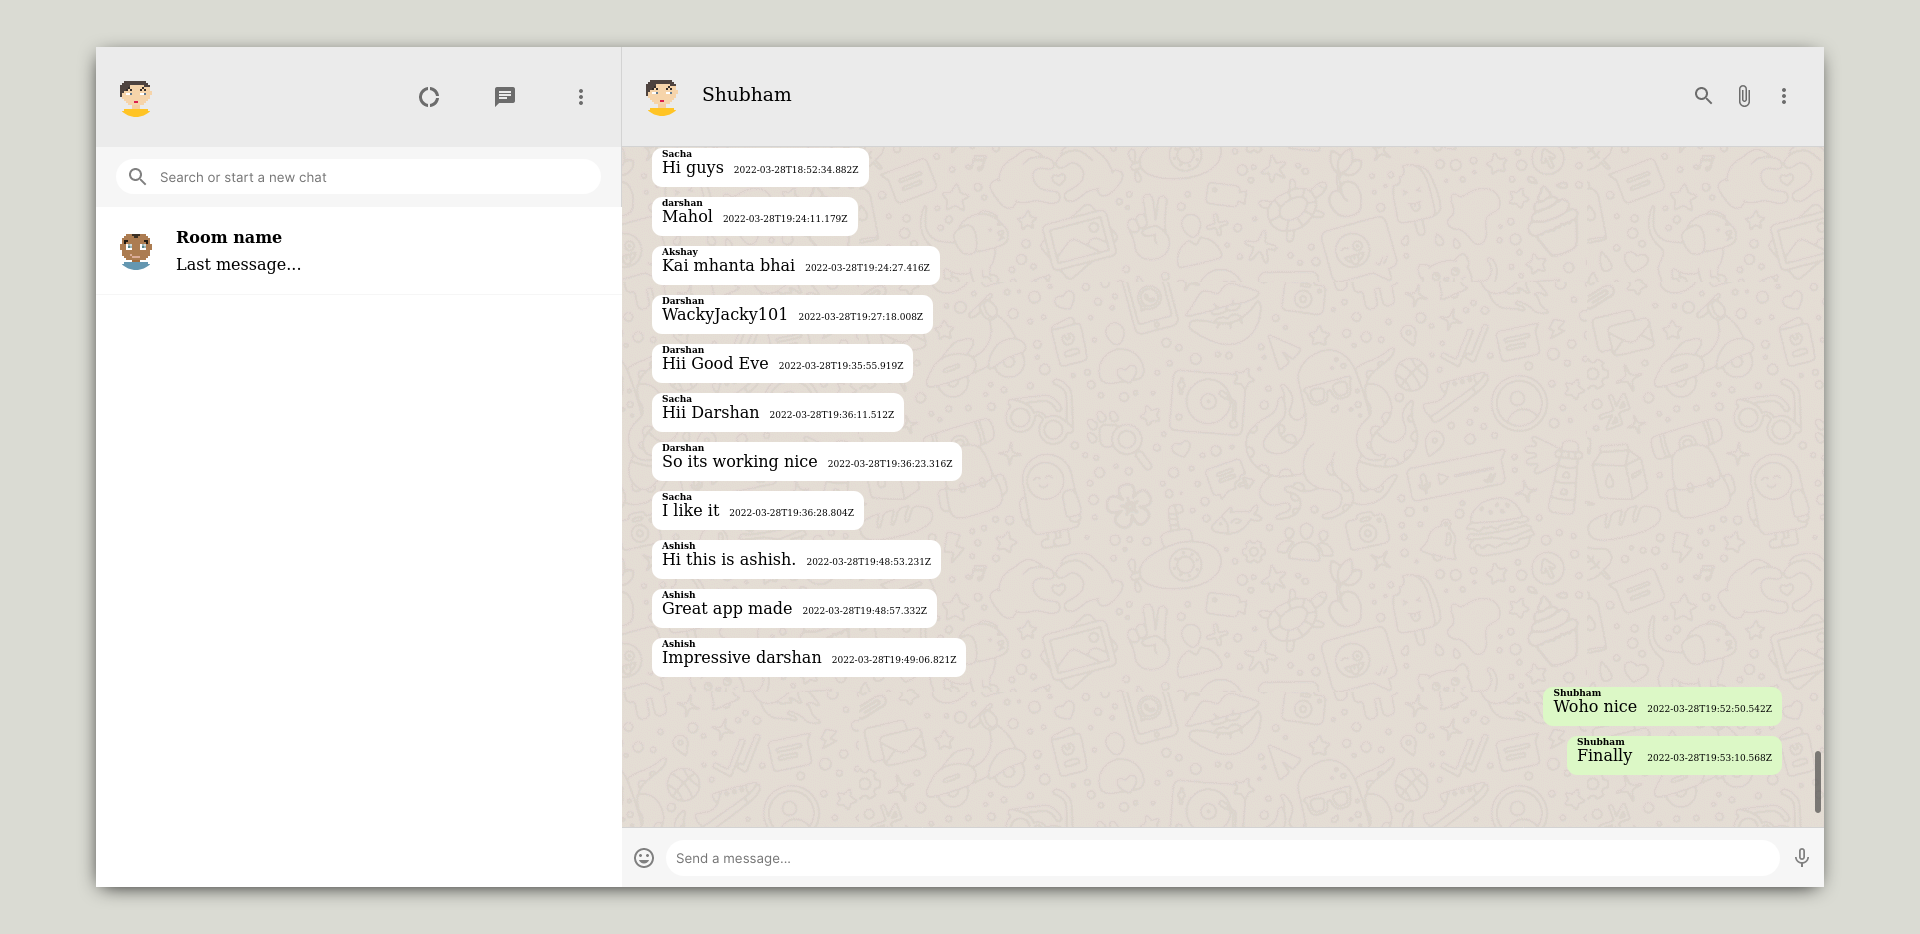 Shubham
Search or start a new chat
Room name
Last message...
Sacha
Hi guys 2022-03-28T18:52:34.882Z
darshan
Mahol 2022-03-28T19:24:11.179Z
Akshay
Kai mhanta bhai 2022-03-28T19:24:27.416Z
Darshan
WackyJacky101 2022-03-28T19:27:18.008Z
Darshan
Hii Good Eve 2022-03-28T19:35:55.919Z
Sacha
Hii Darshan 2022-03-28T19:36:11.512Z
Darshan
So its working nice 2022-03-28T19:36:23.316Z
Sacha
I like it 2022-03-28T19:36:28.804Z
Ashish
Hi this is ashish. 2022-03-28T19:48:53.231Z
Ashish
Great app made 2022-03-28T19:48:57.332Z
Ashish
Impressive darshan 2022-03-28T19:49:06.821Z
Shubham
Woho nice 2022-03-28T19:52:50.542Z
Shubham
Finally 2022-03-28T19:53:10.568Z
Send a message...